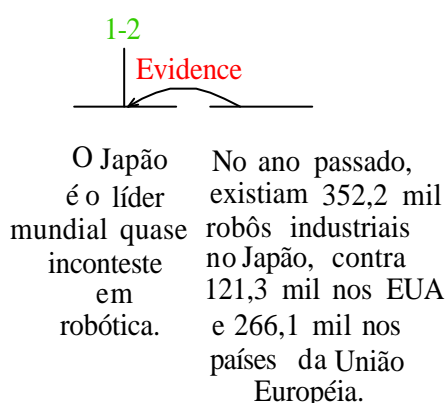 1-2
Evidence
O Japão
é o líder
mundial quase
inconteste
em
robótica.
No ano passado,
existiam 352,2 mil
robôs industriais
no Japão, contra
121,3 mil nos EUA
e 266,1 mil nos
países da União
Européia.